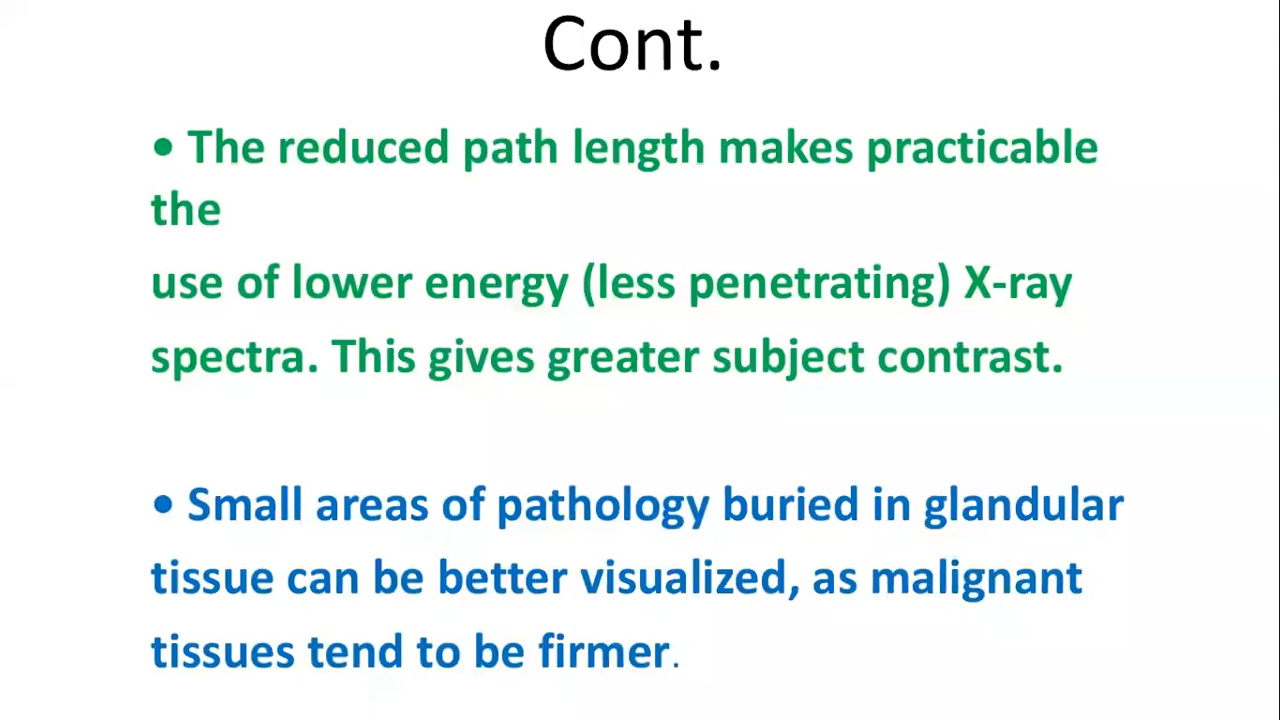 Cont.
• The reduced path length makes practicable
the
use of lower energy (less penetrating) X-ray
spectra. This gives greater subject contrast.
• Small areas of pathology buried in glandular
tissue can be better visualized, as malignant
tissues tend to be firmer.